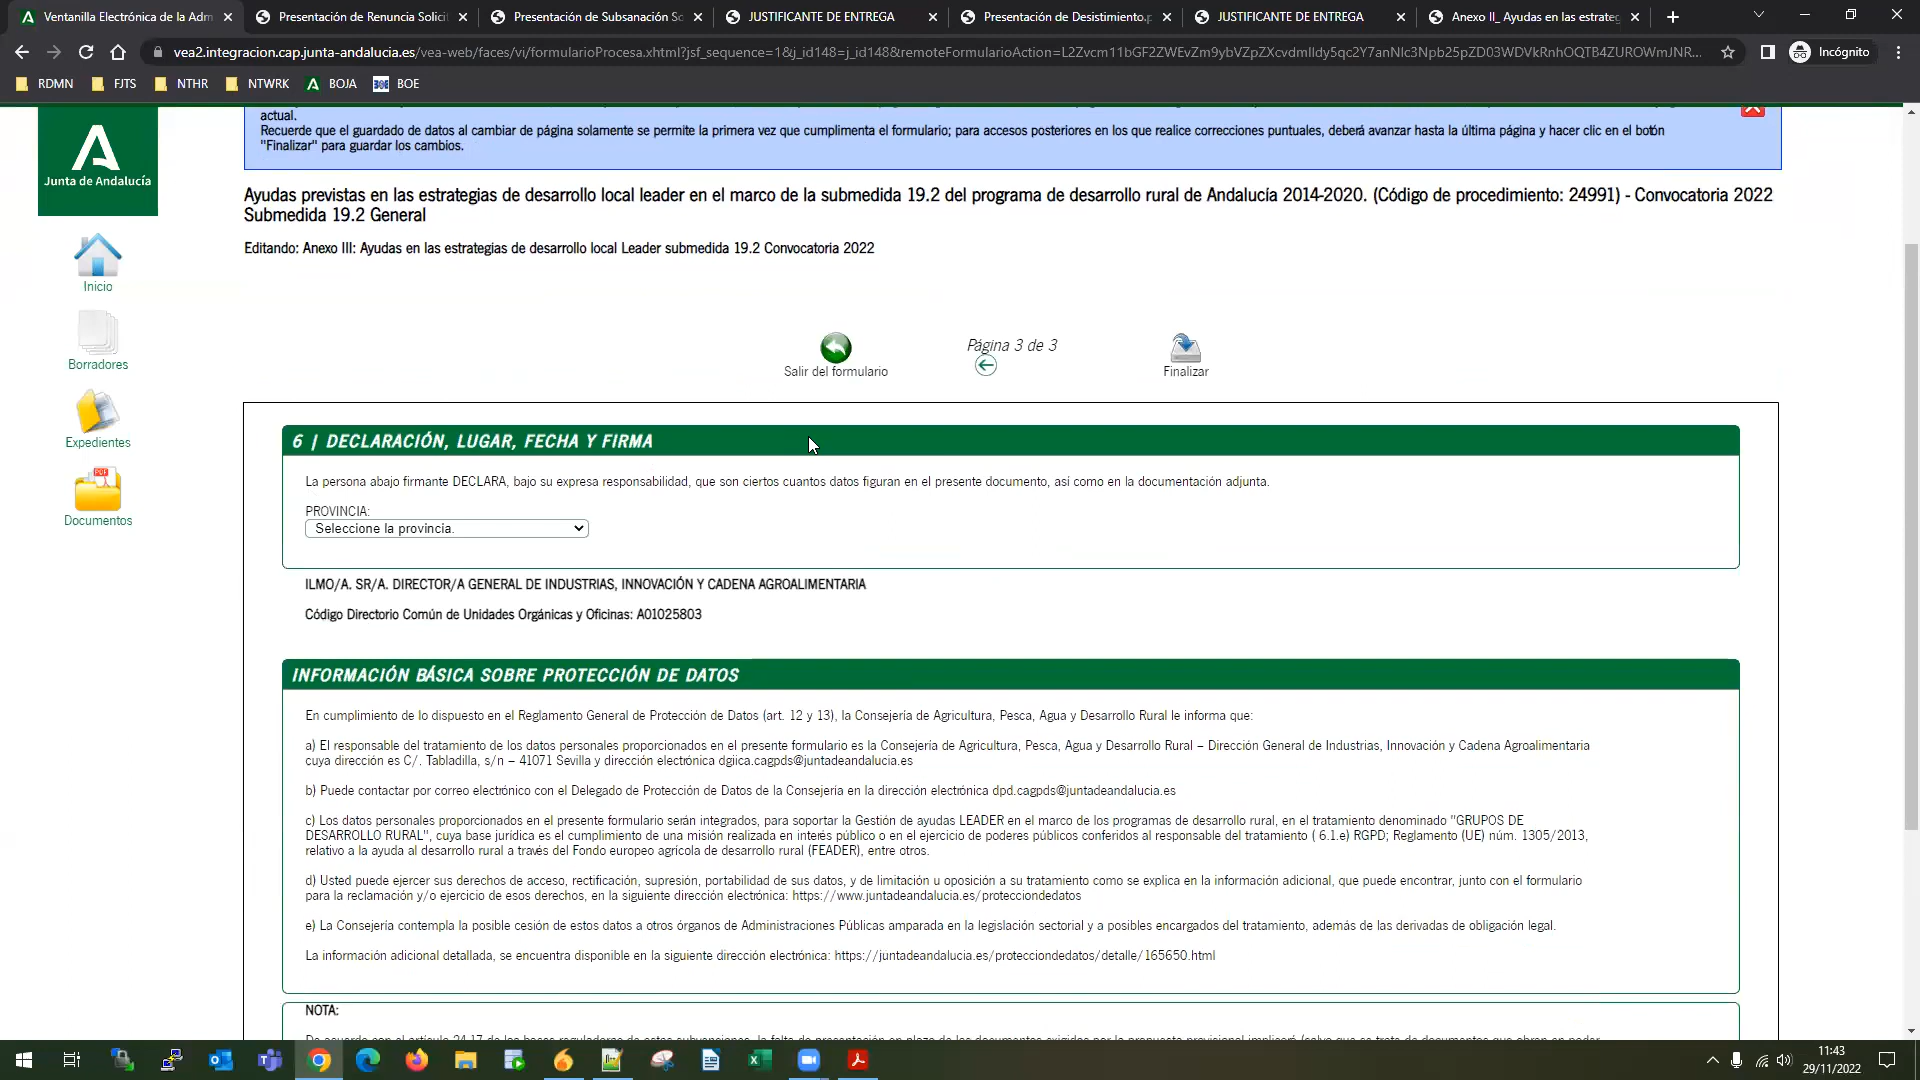 Ventanilla Electrónica de la Adm
Presentación de Renuncia Solicit
Presentación de Subsanación So
JUSTIFICANTE DE ENTREGA
Presentación de Desistimiento.p
JUSTIFICANTE DE ENTREGA
Anexo II_ Ayudas en las estrateg
vea2.integracion.cap.junta-andalucia.es/vea-web/faces/vi/formularioProcesa.xhtml?jsf_sequence=1&j_id148=j_id148&remoteFormularioAction=
Incógnito
RDMN
FJTS
NTHR
NTWRK
BOJA
BOE
actual.
Recuerde que el guardado de datos al cambiar de página solamente se permite la primera vez que cumplimenta el formulario; para accesos posteriores en los que realice correcciones puntuales, deberá avanzar hasta la última página y hacer clic en el botón
"Finalizar" para guardar los cambios.
Junta de Andalucía
Inicio
Borradores
Expedientes
PDF
Documentos
Ayudas previstas en las estrategias de desarrollo local leader en el marco de la submedida 19.2 del programa de desarrollo rural de Andalucía 2014-2020. (Código de procedimiento: 24991) - Convocatoria 2022
Submedida 19.2 General
Editando: Anexo III: Ayudas en las estrategias de desarrollo local Leader submedida 19.2 Convocatoria 2022
Salir del formulario
Página 3 de 3
Finalizar
6 | DECLARACIÓN, LUGAR, FECHA Y FIRMA
La persona abajo firmante DECLARA, bajo su expresa responsabilidad, que son ciertos cuantos datos figuran en el presente documento, así como en la documentación adjunta.
PROVINCIA:
Seleccione la provincia.
ILMO/A. SR/A. DIRECTOR/A GENERAL DE INDUSTRIAS, INNOVACIÓN Y CADENA AGROALIMENTARIA
Código Directorio Común de Unidades Orgánicas y Oficinas: A01025803
INFORMACIÓN BÁSICA SOBRE PROTECCIÓN DE DATOS
En cumplimiento de lo dispuesto en el Reglamento General de Protección de Datos (art. 12 y 13), la Consejería de Agricultura, Pesca, Agua y Desarrollo Rural le informa que:
a) El responsable del tratamiento de los datos personales proporcionados en el presente formulario es la Consejería de Agricultura, Pesca, Agua y Desarrollo Rural – Dirección General de Industrias, Innovación y Cadena Agroalimentaria
cuya dirección es C/. Tabladilla, s/n – 41071 Sevilla y dirección electrónica dgiica.cagpds@juntadeandalucia.es
b) Puede contactar por correo electrónico con el Delegado de Protección de Datos de la Consejería en la dirección electrónica dpd.cagpds@juntadeandalucia.es
c) Los datos personales proporcionados en el presente formulario serán integrados, para soportar la Gestión de ayudas LEADER en el marco de los programas de desarrollo rural, en el tratamiento denominado "GRUPOS DE
DESARROLLO RURAL", cuya base jurídica es el cumplimiento de una misión realizada en interés público o en el ejercicio de poderes públicos conferidos al responsable del tratamiento ( 6.1.e) RGPD; Reglamento (UE) núm. 1305/2013,
relativo a la ayuda al desarrollo rural a través del Fondo europeo agrícola de desarrollo rural (FEADER), entre otros.
d) Usted puede ejercer sus derechos de acceso, rectificación, supresión, portabilidad de sus datos, y de limitación u oposición a su tratamiento como se explica en la información adicional, que puede encontrar, junto con el formulario
para la reclamación y/o ejercicio de esos derechos, en la siguiente dirección electrónica: https://www.juntadeandalucia.es/protecciondedatos
e) La Consejería contempla la posible cesión de estos datos a otros órganos de Administraciones Públicas amparada en la legislación sectorial y a posibles encargados del tratamiento, además de las derivadas de obligación legal.
La información adicional detallada, se encuentra disponible en la siguiente dirección electrónica: https://juntadeandalucia.es/protecciondedatos/detalle/165650.html
NOTA:
11:43
29/11/2022